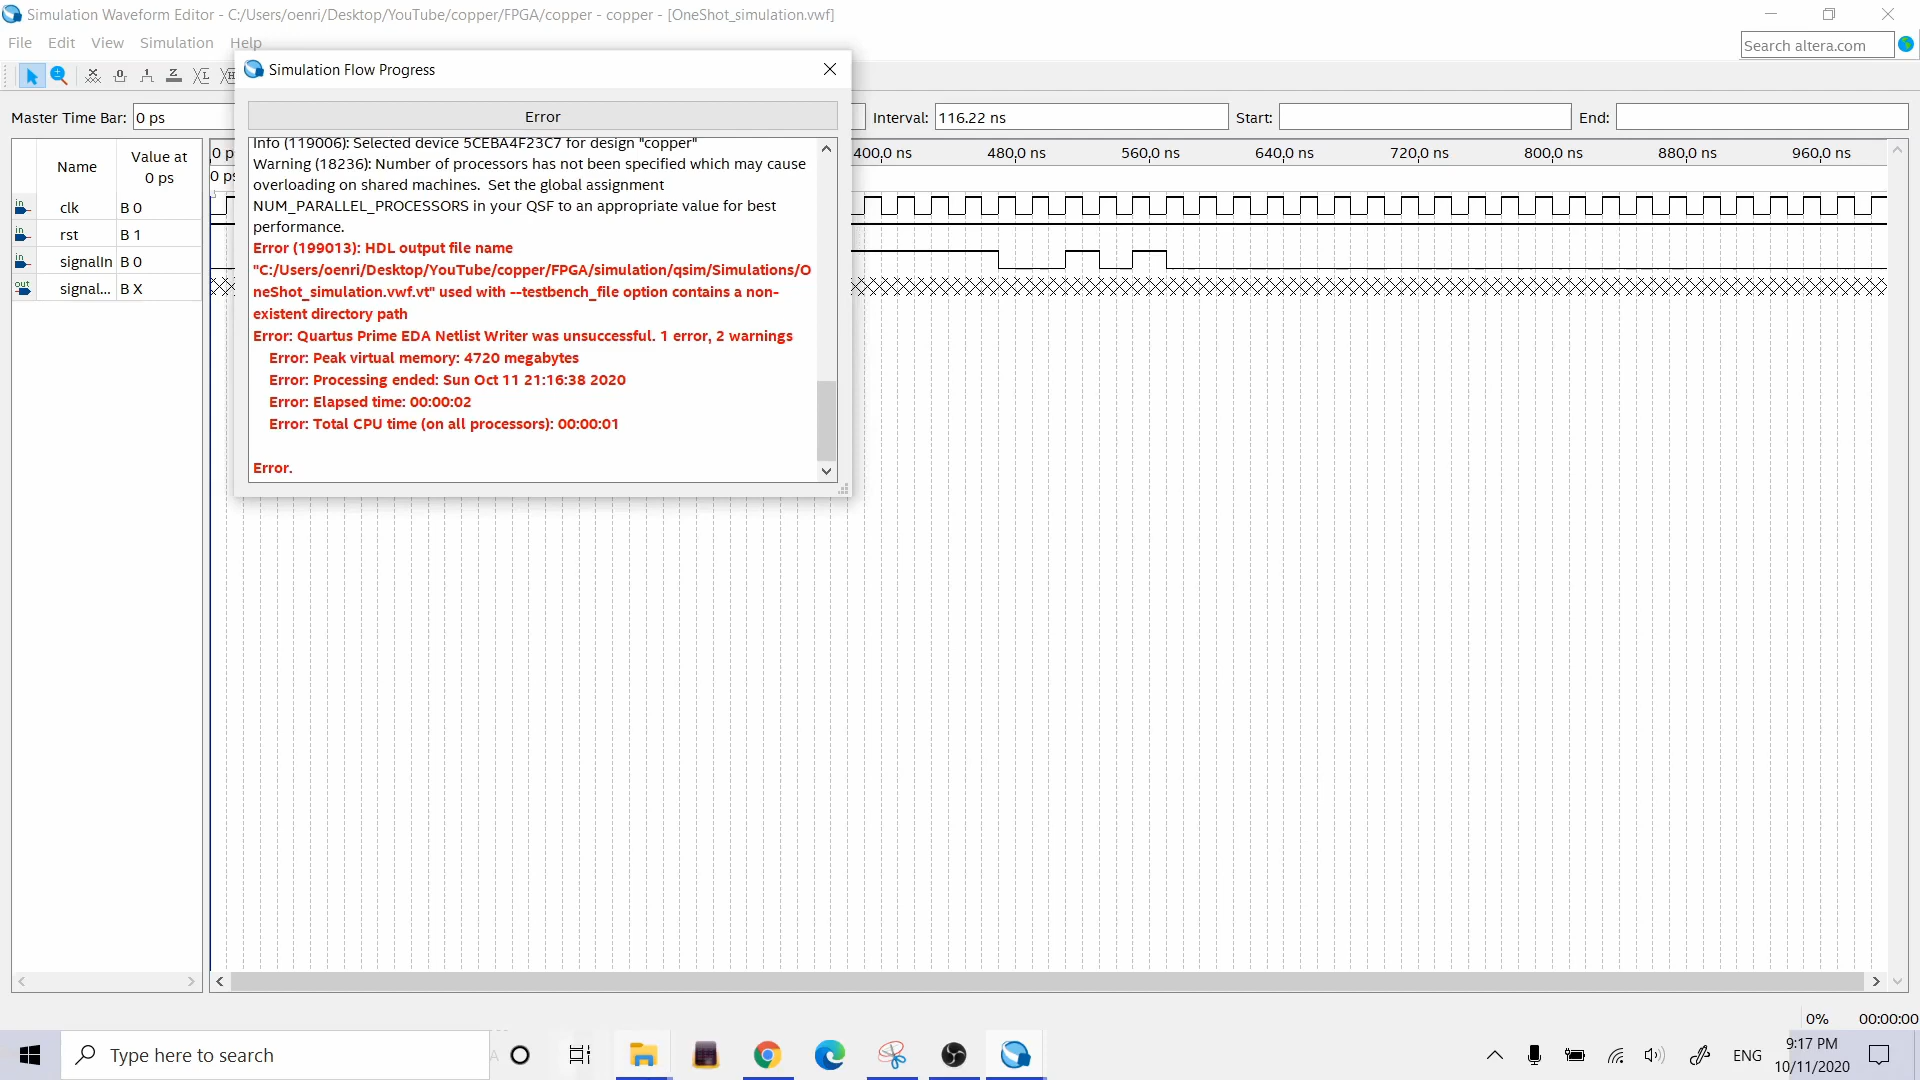 Simulation Waveform Editor - C:/Users/oenri/Desktop/YouTube/copper/FPGA/copper - copper - [OneShot_simulation.vwf]
File Edit View Simulation Help
Search altera.com
Simulation Flow Progress
Master Time Bar: 0 ps
Interval: 116.22 ns
Start:
End:
Error
Info (119006): Selected device 5CEBA4F23C7 for design "copper"
Warning (18236): Number of processors has not been specified which may cause
overloading on shared machines. Set the global assignment
NUM_PARALLEL_PROCESSORS in your QSF to an appropriate value for best
performance.
Error (199013): HDL output file name
"C:/Users/oenri/Desktop/YouTube/copper/FPGA/simulation/qsim/Simulations/O
neShot_simulation.vwf.vt" used with --testbench_file option contains a non-
existent directory path
Error: Quartus Prime EDA Netlist Writer was unsuccessful. 1 error, 2 warnings
Error: Peak virtual memory: 4720 megabytes
Error: Processing ended: Sun Oct 11 21:16:38 2020
Error: Elapsed time: 00:00:02
Error: Total CPU time (on all processors): 00:00:01
Error.
Name
Value at
0 ps
0 p
0 ps
400,0 ns 480,0 ns 560,0 ns 640,0 ns 720,0 ns 800,0 ns 880,0 ns 960,0 ns
in clk B 0
in rst B 1
in signalIn B 0
out signal... B X
0% 00:00:00
Type here to search
ENG
9:17 PM
10/11/2020